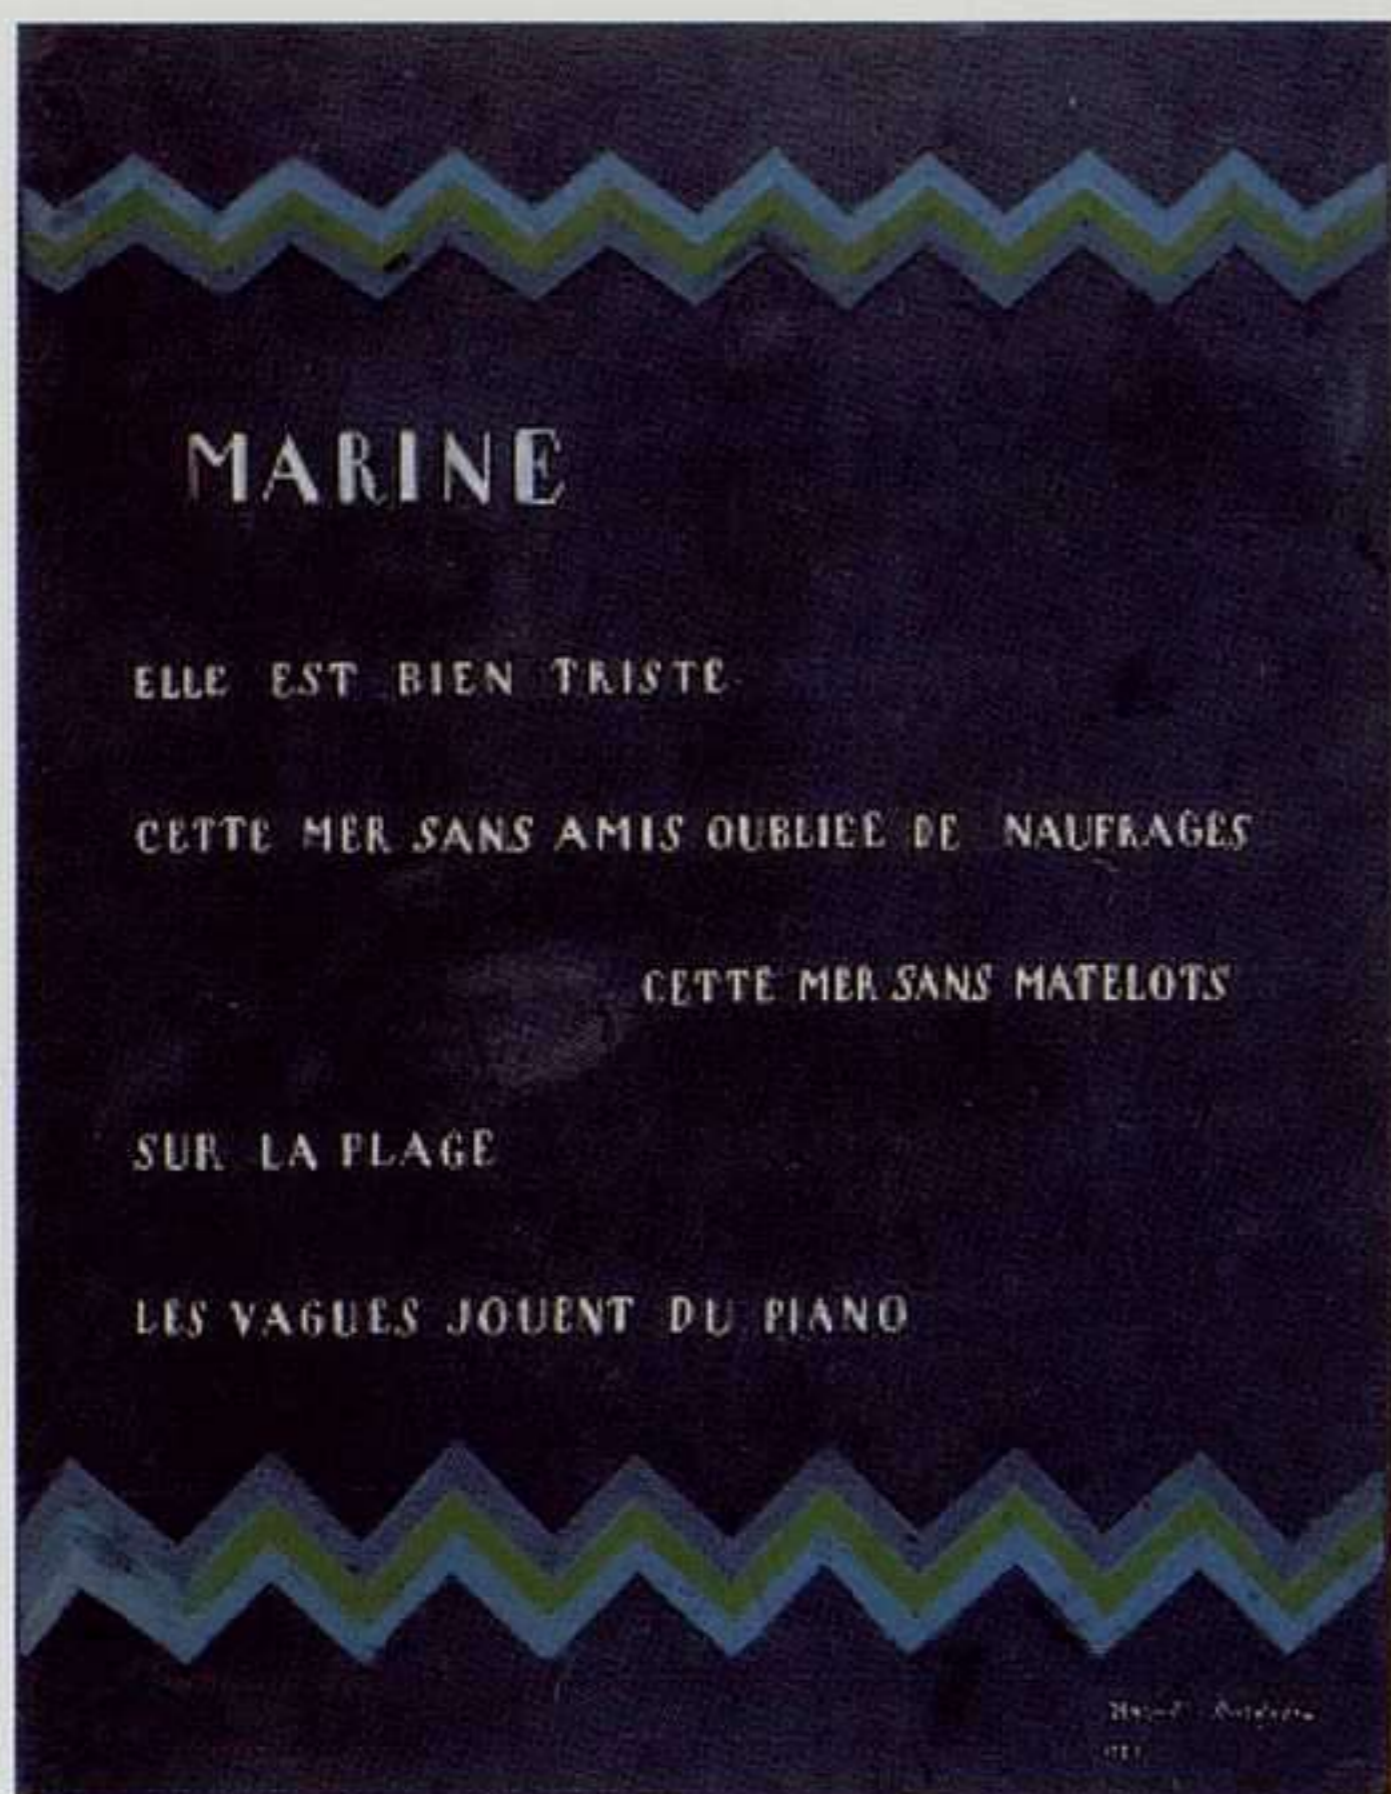 MARINE
ELLE EST BIEN TRISTE
CETTE MER SANS AMIS OUBLIEE DE NAUFRAGES
CETTE MER SANS MATELOTS
SUR LA PLAGE
LES VAGUES JOUENT DU PIANO